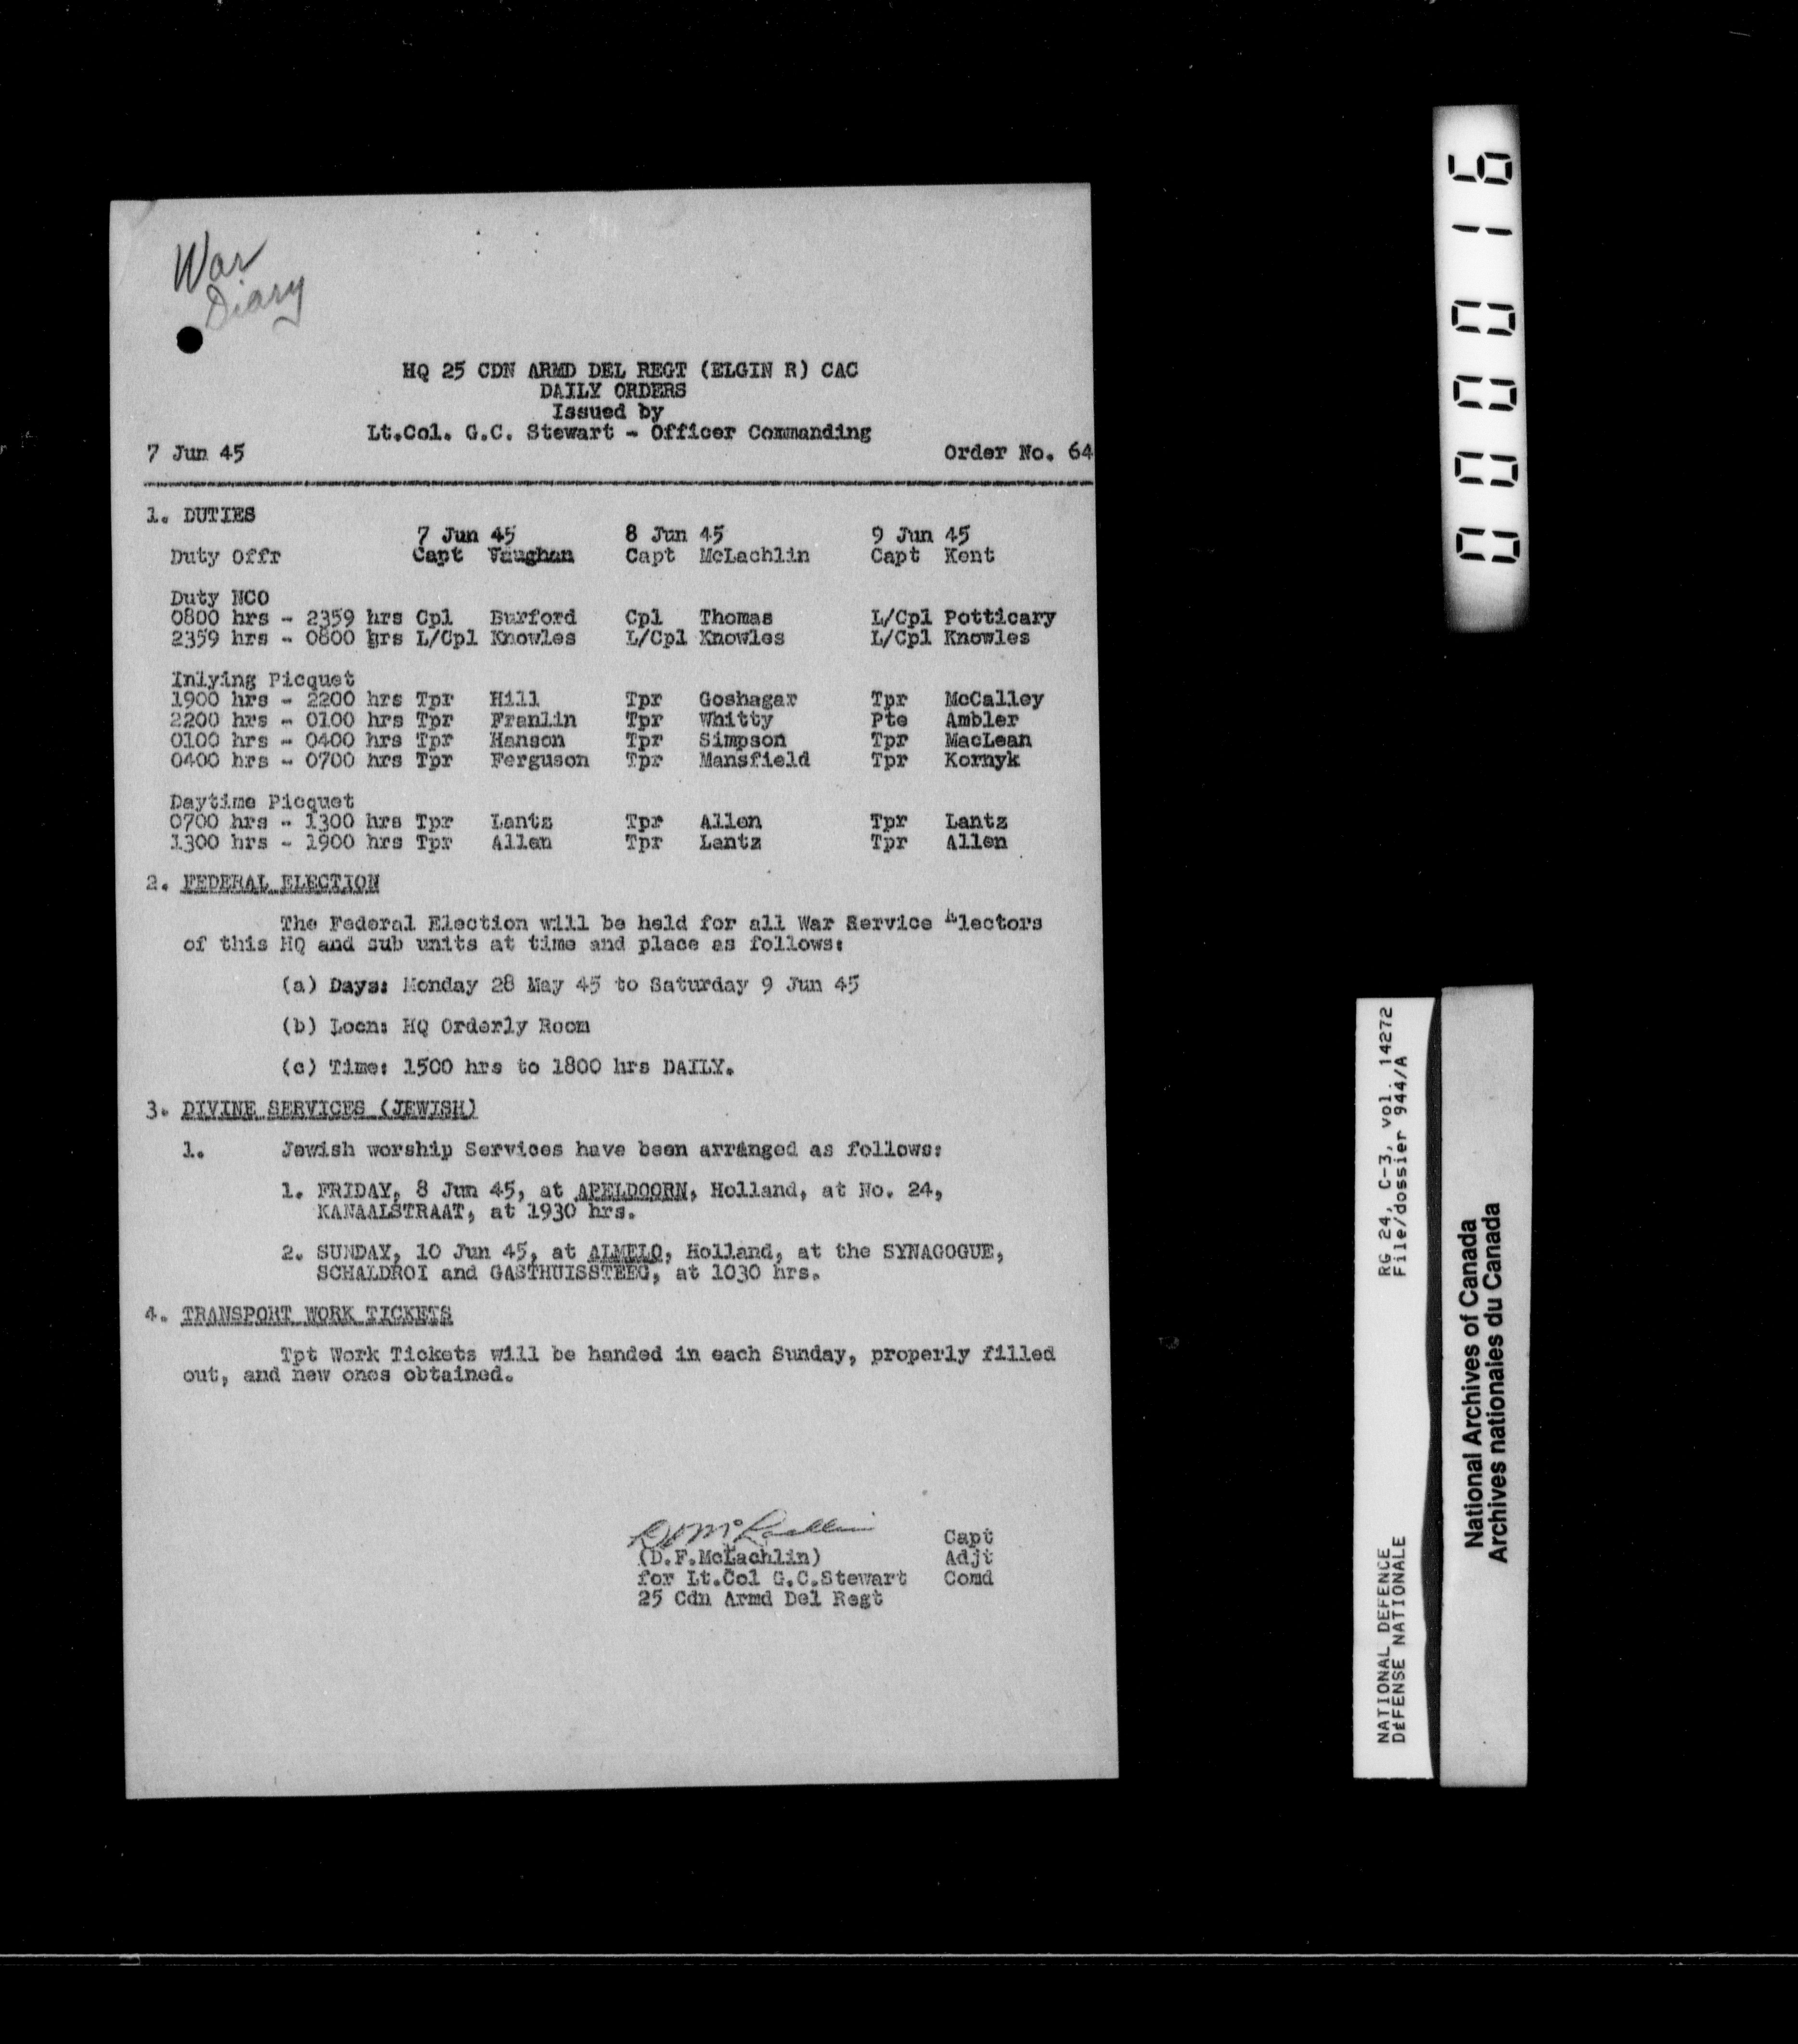 War
Diary
HQ 25 CDN ARMD DEL REGT (ELGIN R) CAC
DAILY ORDERS
Issued by
Lt.Col. G.C. Stewart - Officer Commanding
7 Jun 45 Order No. 64
1. DUTIES
7 Jun 45 8 Jun 45 9 Jun 45
Duty Offr Capt Vaughan Capt McLachlin Capt Kent
Duty NCO
0800 hrs - 2359 hrs Cpl Burford Cpl Thomas L/Cpl Potticary
2359 hrs - 0800 hrs L/Cpl Knowles L/Cpl Knowles L/Cpl Knowles
Inlying Picquet
1900 hrs - 2200 hrs Tpr Hill Tpr Goshagar Tpr McCalley
2200 hrs - 0100 hrs Tpr Franlin Tpr Whitty Pte Ambler
0100 hrs - 0400 hrs Tpr Hanson Tpr Simpson Tpr MacLean
0400 hrs - 0700 hrs Tpr Ferguson Tpr Mansfield Tpr Kornyk
Daytime Picquet
0700 hrs - 1300 hrs Tpr Lantz Tpr Allen Tpr Lantz
1300 hrs - 1900 hrs Tpr Allen Tpr Lantz Tpr Allen
2. FEDERAL ELECTION
The Federal Election will be held for all War Service Electors
of this HQ and sub units at time and place as follows:
(a) Days: Monday 28 May 45 to Saturday 9 Jun 45
(b) Locn: HQ Orderly Room
(c) Time: 1500 hrs to 1800 hrs DAILY.
3. DIVINE SERVICES (JEWISH)
1. Jewish worship Services have been arranged as follows:
1. FRIDAY, 8 Jun 45, at APELDOORN, Holland, at No. 24,
KANAALSTRAAT, at 1930 hrs.
2. SUNDAY, 10 Jun 45, at ALMELO, Holland, at the SYNAGOGUE,
SCHALDROI and GASTHUISSTEEG, at 1030 hrs.
4. TRANSPORT WORK TICKETS
Tpt Work Tickets will be handed in each Sunday, properly filled
out, and new ones obtained.
DFMcLachlin Capt
(D.F.McLachlin) Adjt
for Lt.Col G.C.Stewart Comd
25 Cdn Armd Del Regt
000016
NATIONAL DEFENCE RG 24, C-3, vol. 14272
DÉFENSE NATIONALE File/dossier 944/A
National Archives of Canada
Archives nationales du Canada